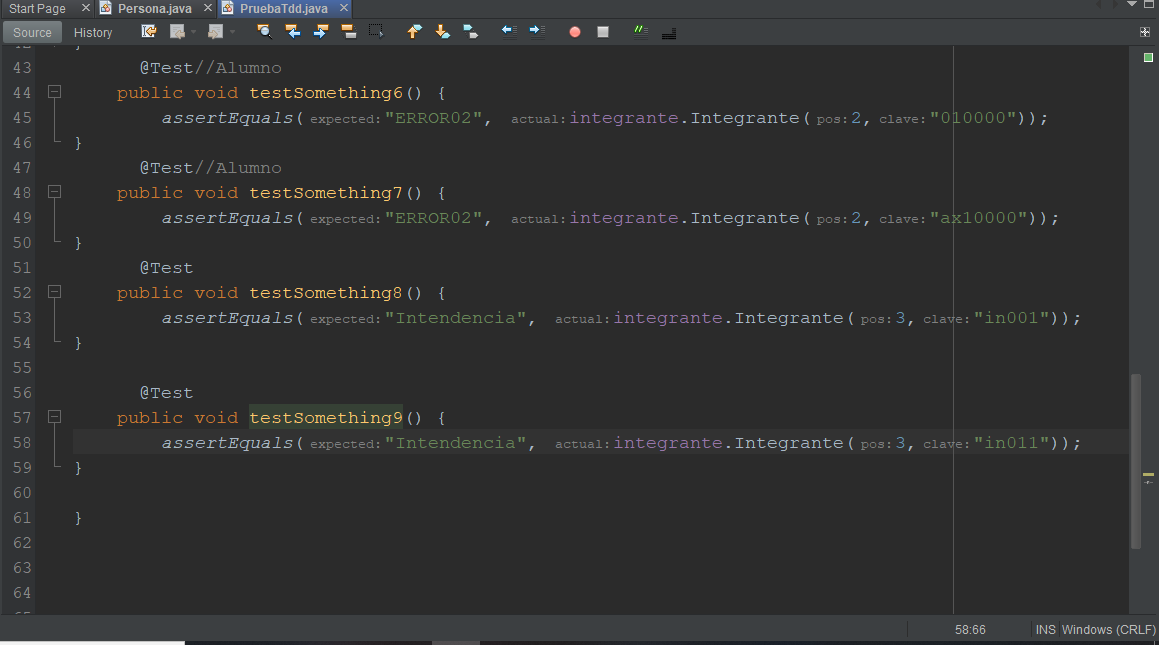 Start Page Persona.java PruebaTdd.java
Source History
43 @Test//Alumno
44 public void testSomething6() {
45 assertEquals( expected: "ERROR02", actual: integrante.Integrante( pos: 2, clave: "010000"));
46 }
47 @Test//Alumno
48 public void testSomething7() {
49 assertEquals( expected: "ERROR02", actual: integrante.Integrante( pos: 2, clave: "ax10000"));
50 }
51 @Test
52 public void testSomething8() {
53 assertEquals( expected: "Intendencia", actual: integrante.Integrante( pos: 3, clave: "in001"));
54 }
55
56 @Test
57 public void testSomething9() {
58 assertEquals( expected: "Intendencia", actual: integrante.Integrante( pos: 3, clave: "in011"));
59 }
60
61 }
62
63
64
58:66 INS Windows (CRLF)